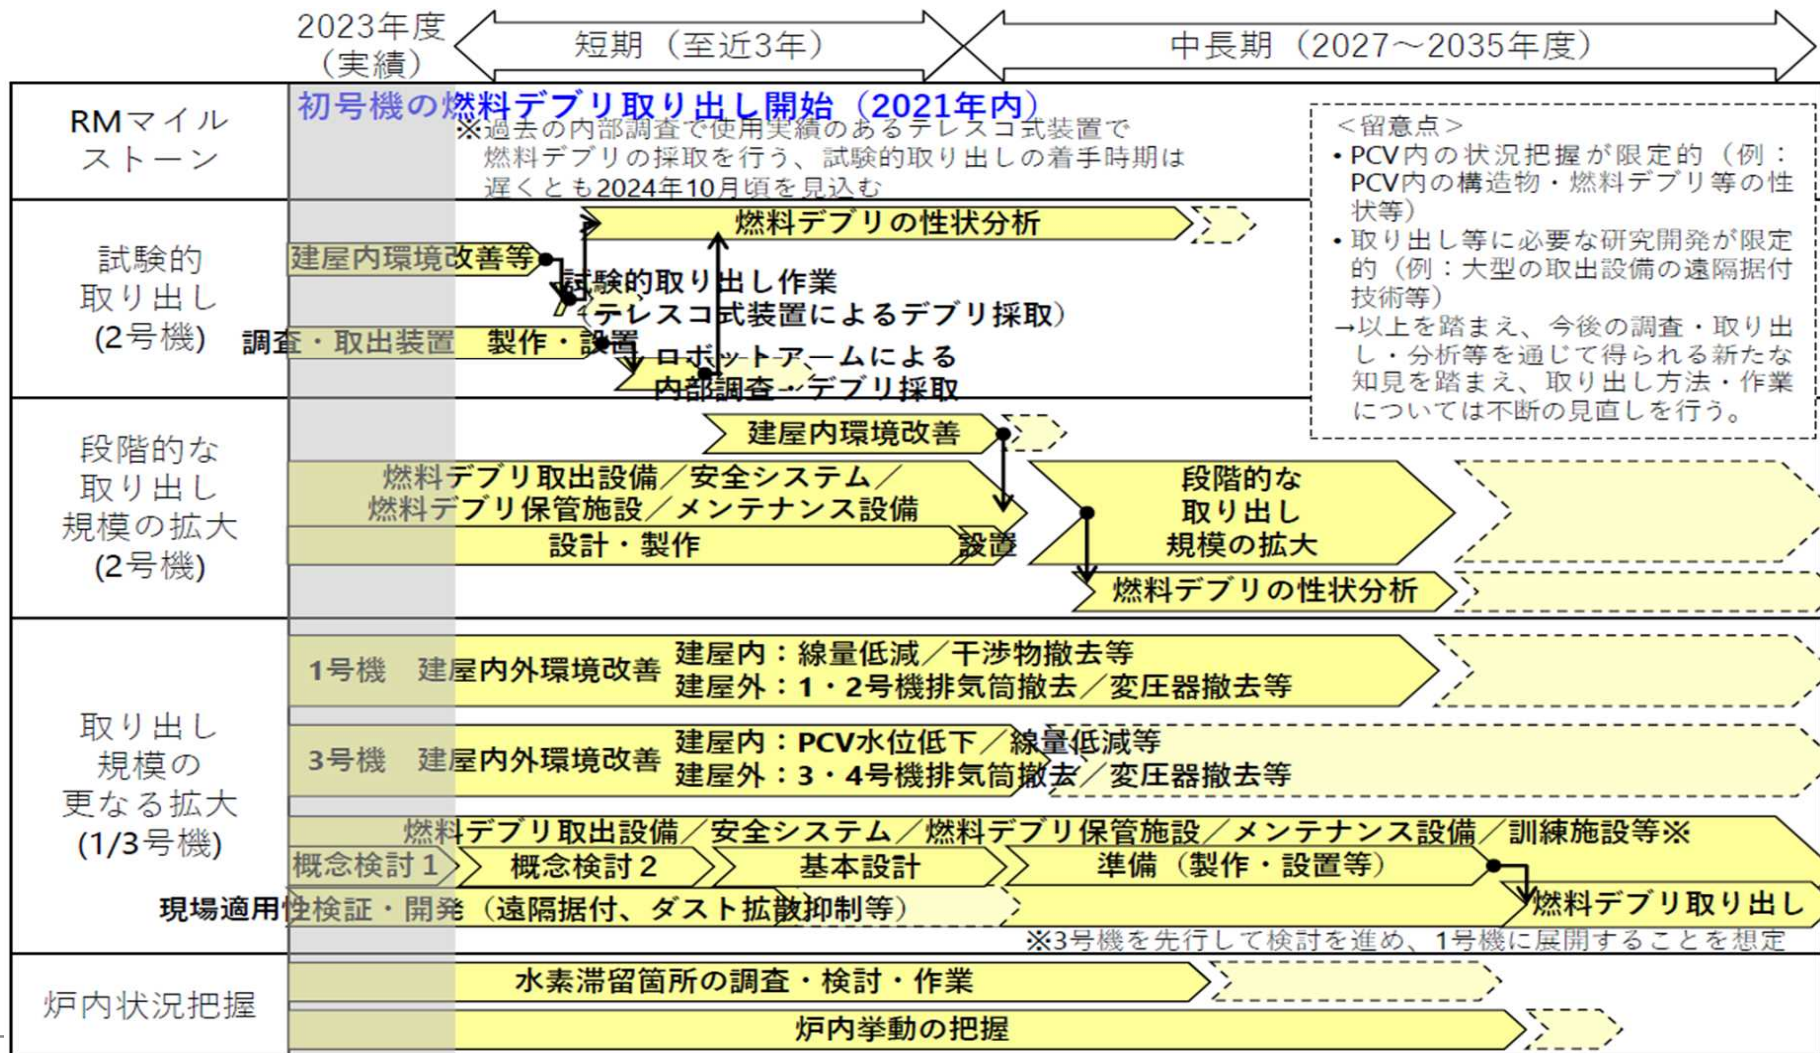 2023年度
（実績）
短期（至近3年）
中長期（2027～2035年度）
RMマイル
ストーン
初号機の燃料デブリ取り出し開始（2021年内）
※過去の内部調査で使用実績のあるテレスコ式装置で
燃料デブリの採取を行う、試験的取り出しの着手時期は
遅くとも2024年10月頃を見込む
＜留意点＞
・PCV内の状況把握が限定的（例：
PCV内の構造物・燃料デブリ等の性
状等）
・取り出し等に必要な研究開発が限定
的（例：大型の取出設備の遠隔据付
技術等）
→以上を踏まえ、今後の調査・取り出
し・分析等を通じて得られる新たな
知見を踏まえ、取り出し方法・作業
については不断の見直しを行う。
試験的
取り出し
(2号機)
燃料デブリの性状分析
建屋内環境改善等
試験的取り出し作業
（テレスコ式装置によるデブリ採取）
調査・取出装置　製作・設置
ロボットアームによる
内部調査・デブリ採取
段階的な
取り出し
規模の拡大
(2号機)
建屋内環境改善
燃料デブリ取出設備／安全システム／
燃料デブリ保管施設／メンテナンス設備
設計・製作
設置
段階的な
取り出し
規模の拡大
燃料デブリの性状分析
取り出し
規模の
更なる拡大
(1/3号機)
1号機　建屋内外環境改善
建屋内：線量低減／干渉物撤去等
建屋外：1・2号機排気筒撤去／変圧器撤去等
3号機　建屋内外環境改善
建屋内：PCV水位低下／線量低減等
建屋外：3・4号機排気筒撤去／変圧器撤去等
燃料デブリ取出設備／安全システム／燃料デブリ保管施設／メンテナンス設備／訓練施設等※
概念検討１
概念検討２
基本設計
準備（製作・設置等）
現場適用性検証・開発（遠隔据付、ダスト拡散抑制等）
燃料デブリ取り出し
※3号機を先行して検討を進め、1号機に展開することを想定
炉内状況把握
水素滞留箇所の調査・検討・作業
炉内挙動の把握